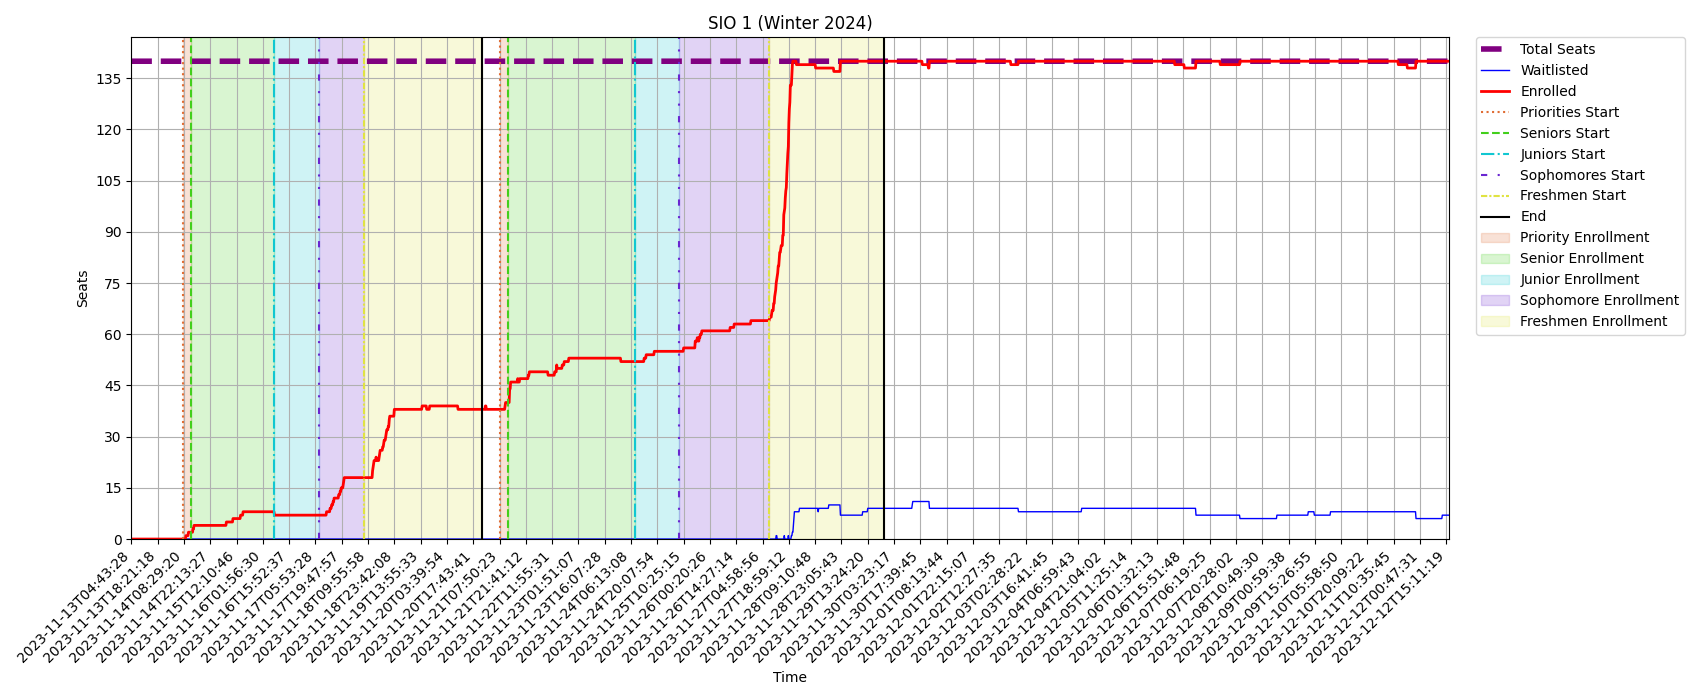 SIO 1 (Winter 2024)
Seats
135
120
105
90
75
60
45
30
15
0
2023-11-13T04:43:28
2023-11-13T18:21:18
2023-11-14T08:29:20
2023-11-14T22:13:27
2023-11-15T12:10:46
2023-11-16T01:56:30
2023-11-16T15:52:37
2023-11-17T05:53:28
2023-11-17T19:47:57
2023-11-18T09:55:58
2023-11-18T23:42:08
2023-11-19T13:55:33
2023-11-20T03:39:54
2023-11-20T17:43:41
2023-11-21T07:50:23
2023-11-21T21:41:12
2023-11-22T11:55:31
2023-11-23T01:51:07
2023-11-23T16:07:28
2023-11-24T06:13:08
2023-11-24T20:07:54
2023-11-25T10:25:15
2023-11-26T00:20:26
2023-11-26T14:27:14
2023-11-27T04:58:56
2023-11-27T18:59:12
2023-11-28T09:10:48
2023-11-28T23:05:43
2023-11-29T13:24:20
2023-11-30T03:23:17
2023-11-30T17:39:45
2023-12-01T08:13:44
2023-12-01T22:15:07
2023-12-02T12:27:35
2023-12-03T02:28:22
2023-12-03T16:41:45
2023-12-04T06:59:43
2023-12-04T21:04:02
2023-12-05T11:25:14
2023-12-06T01:32:13
2023-12-06T15:51:48
2023-12-07T06:19:25
2023-12-07T20:28:02
2023-12-08T10:49:30
2023-12-09T00:59:38
2023-12-09T15:26:55
2023-12-10T05:58:50
2023-12-10T20:09:22
2023-12-11T10:35:45
2023-12-12T00:47:31
2023-12-12T15:11:19
Time
Total Seats
Waitlisted
Enrolled
Priorities Start
Seniors Start
Juniors Start
Sophomores Start
Freshmen Start
End
Priority Enrollment
Senior Enrollment
Junior Enrollment
Sophomore Enrollment
Freshmen Enrollment